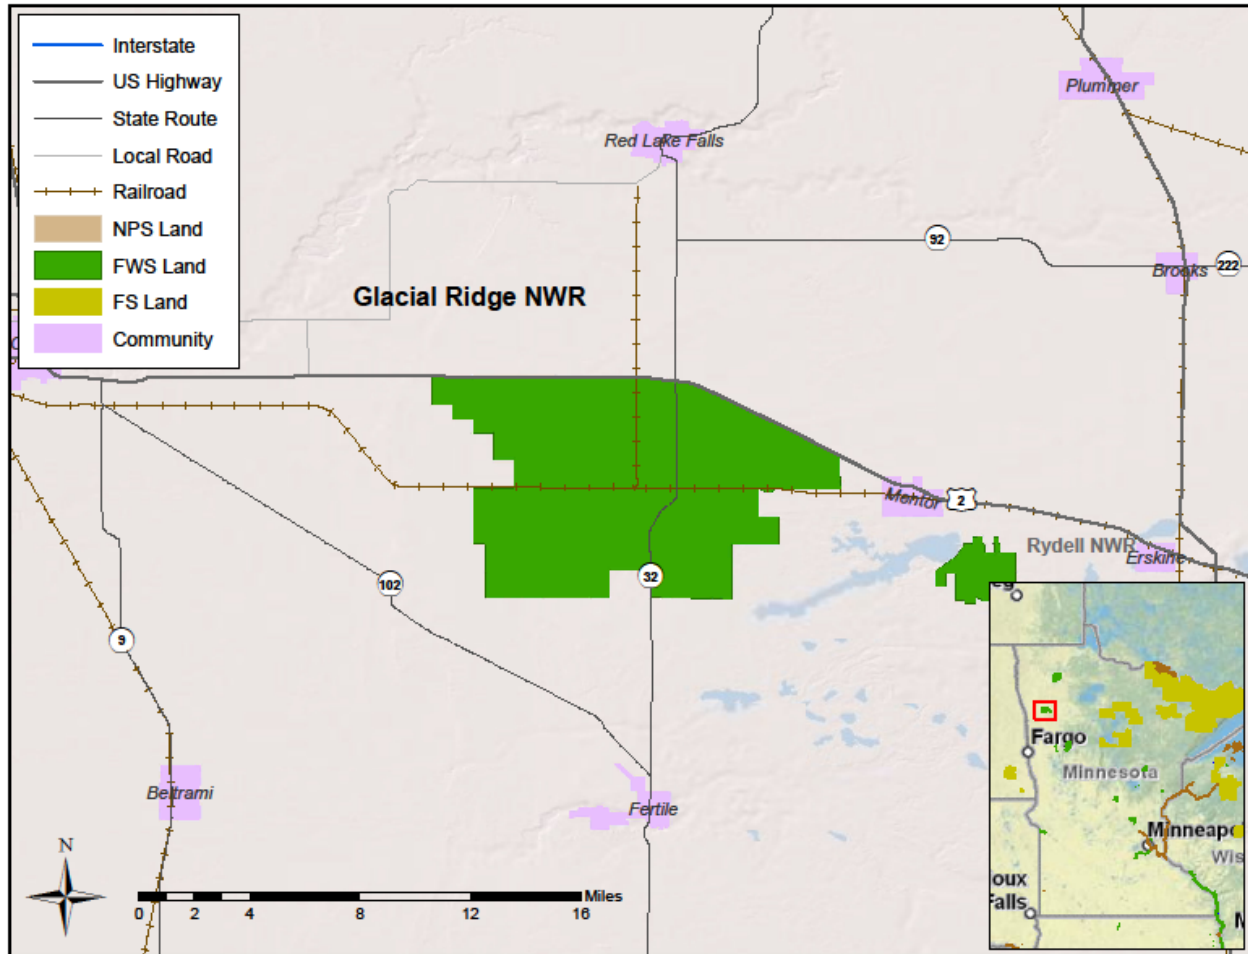 Interstate
US Highway
State Route
Local Road
Railroad
NPS Land
FWS Land
FS Land
Community
Plummer
Red Lake Falls
92
222
Brooks
Glacial Ridge NWR
Mentor
2
Rydell NWR
Erskine
102
32
9
Beltrami
Fertile
N
Miles
0 2 4 8 12 16
Fargo
Minnesota
Minneapo
Wis
oux
Falls